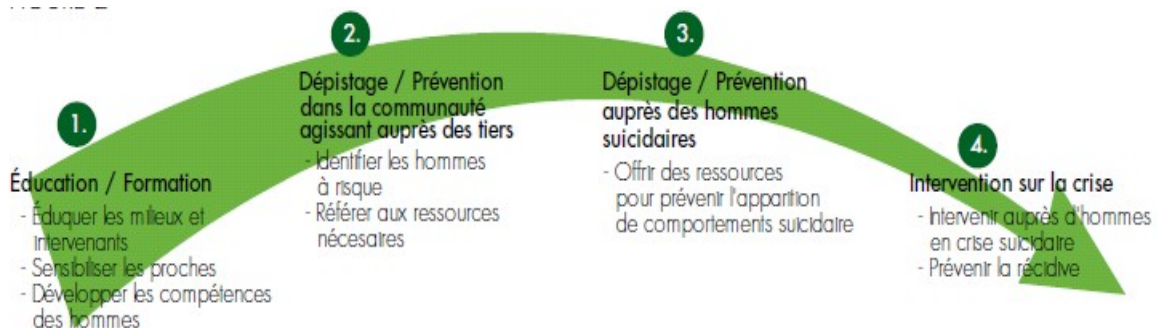 1.
Éducation / Formation
- Éduquer les milieux et
intervenants
- Sensibiliser les proches
- Développer les compétences
des hommes
2.
Dépistage / Prévention
dans la communauté
agissant auprès des tiers
- Identifier les hommes
à risque
- Référer aux ressources
nécesaires
3.
Dépistage / Prévention
auprès des hommes
suicidaires
- Offrir des ressources
pour prévenir l'apparition
de comportements suicidaire
4.
Intervention sur la crise
- Intervenir auprès d'hommes
en crise suicidaire
- Prévenir la récidive